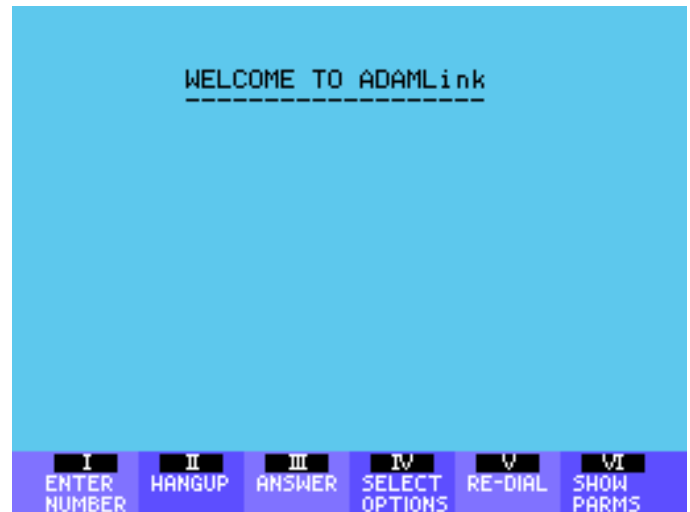 WELCOME TO ADAMLink
-------------------
I II III IV V VI
ENTER HANGUP ANSWER SELECT RE-DIAL SHOW
NUMBER OPTIONS PARMS